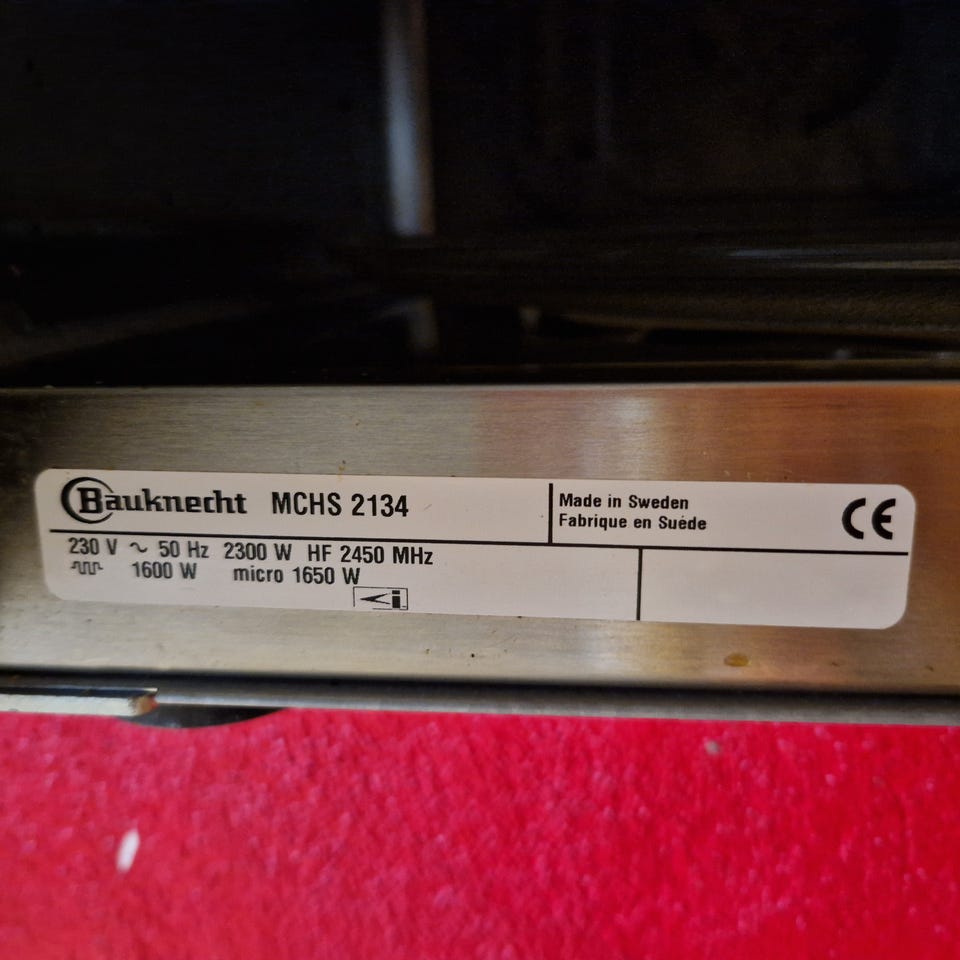 Bauknecht MCHS 2134
Made in Sweden
Fabrique en Suéde
CE
230 V ~ 50 Hz 2300 W HF 2450 MHz
1600 W micro 1650 W